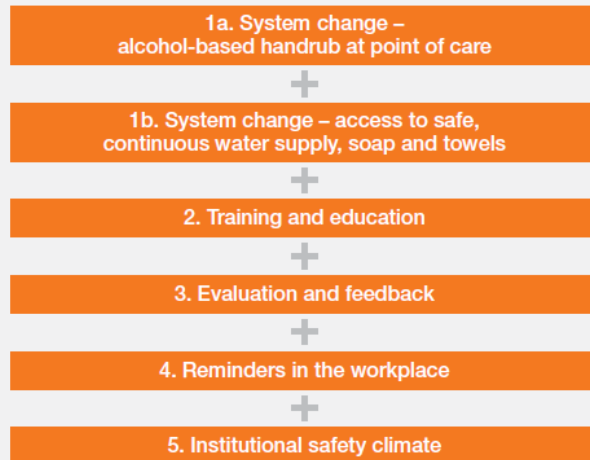 1a. System change –
alcohol-based handrub at point of care
+
1b. System change – access to safe,
continuous water supply, soap and towels
+
2. Training and education
+
3. Evaluation and feedback
+
4. Reminders in the workplace
+
5. Institutional safety climate